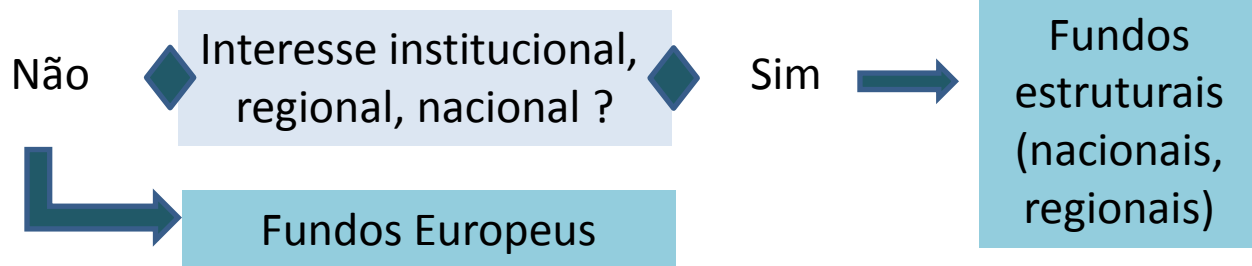 Não
Interesse institucional,
regional, nacional ?
Sim
Fundos
estruturais
(nacionais,
regionais)
Fundos Europeus